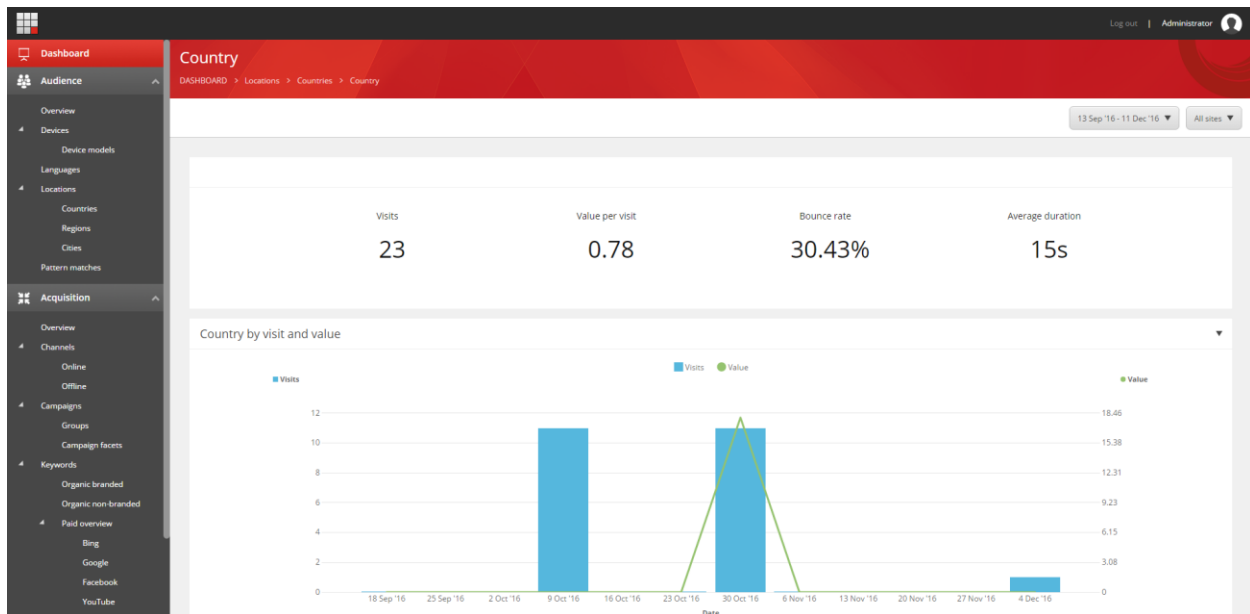 Log out | Administrator
Dashboard
Audience
Overview
Devices
Device models
Languages
Locations
Countries
Regions
Cities
Pattern matches
Acquisition
Overview
Channels
Online
Offline
Campaigns
Groups
Campaign facets
Keywords
Organic branded
Organic non-branded
Paid overview
Bing
Google
Facebook
YouTube
Country
DASHBOARD > Locations > Countries > Country
13 Sep '16 - 11 Dec '16 ▼ All sites ▼
Visits Value per visit Bounce rate Average duration
23 0.78 30.43% 15s
Country by visit and value
Visits Value
Visits Value
12 18.46
10 15.38
8 12.31
6 9.23
4 6.15
2 3.08
0 0
18 Sep '16 25 Sep '16 2 Oct '16 9 Oct '16 16 Oct '16 23 Oct '16 30 Oct '16 6 Nov '16 13 Nov '16 20 Nov '16 27 Nov '16 4 Dec '16
Date